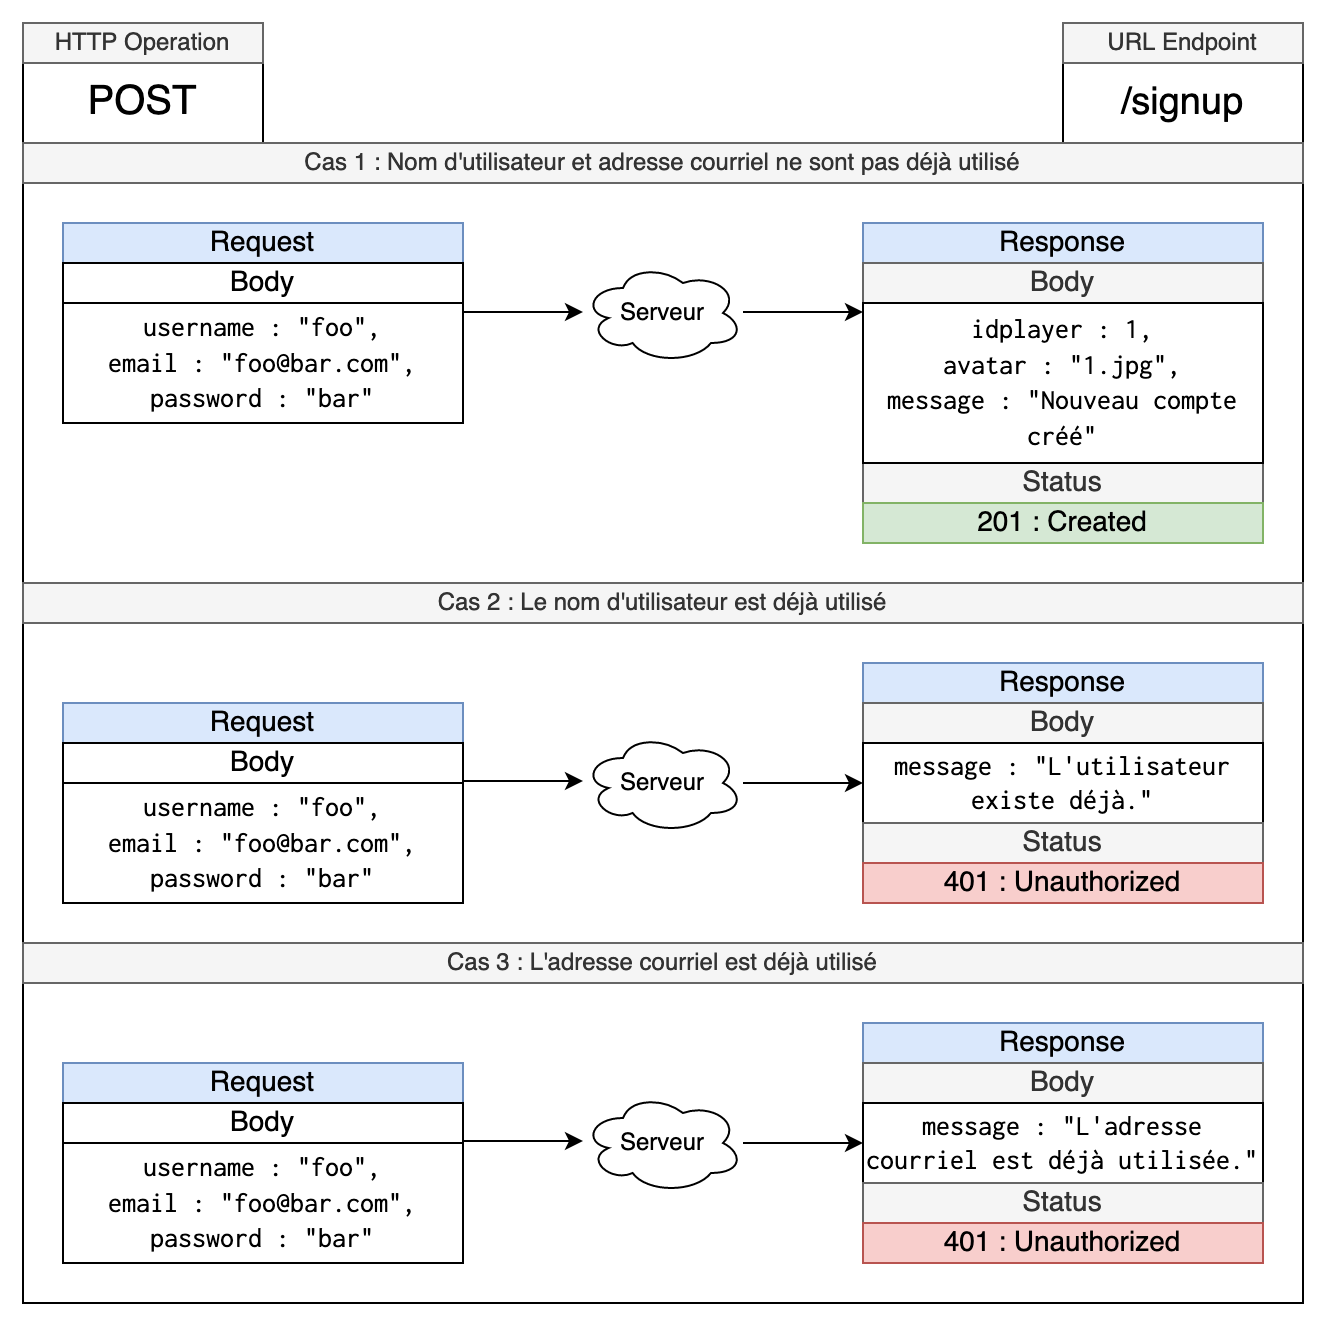 HTTP Operation
URL Endpoint
POST
/signup
Cas 1 : Nom d'utilisateur et adresse courriel ne sont pas déjà utilisé
Request
Body
username : "foo",
email : "foo@bar.com",
password : "bar"
Serveur
Response
Body
idplayer : 1,
avatar : "1.jpg",
message : "Nouveau compte
créé"
Status
201 : Created
Cas 2 : Le nom d'utilisateur est déjà utilisé
Request
Body
username : "foo",
email : "foo@bar.com",
password : "bar"
Serveur
Response
Body
message : "L'utilisateur
existe déjà."
Status
401 : Unauthorized
Cas 3 : L'adresse courriel est déjà utilisé
Request
Body
username : "foo",
email : "foo@bar.com",
password : "bar"
Serveur
Response
Body
message : "L'adresse
courriel est déjà utilisée."
Status
401 : Unauthorized